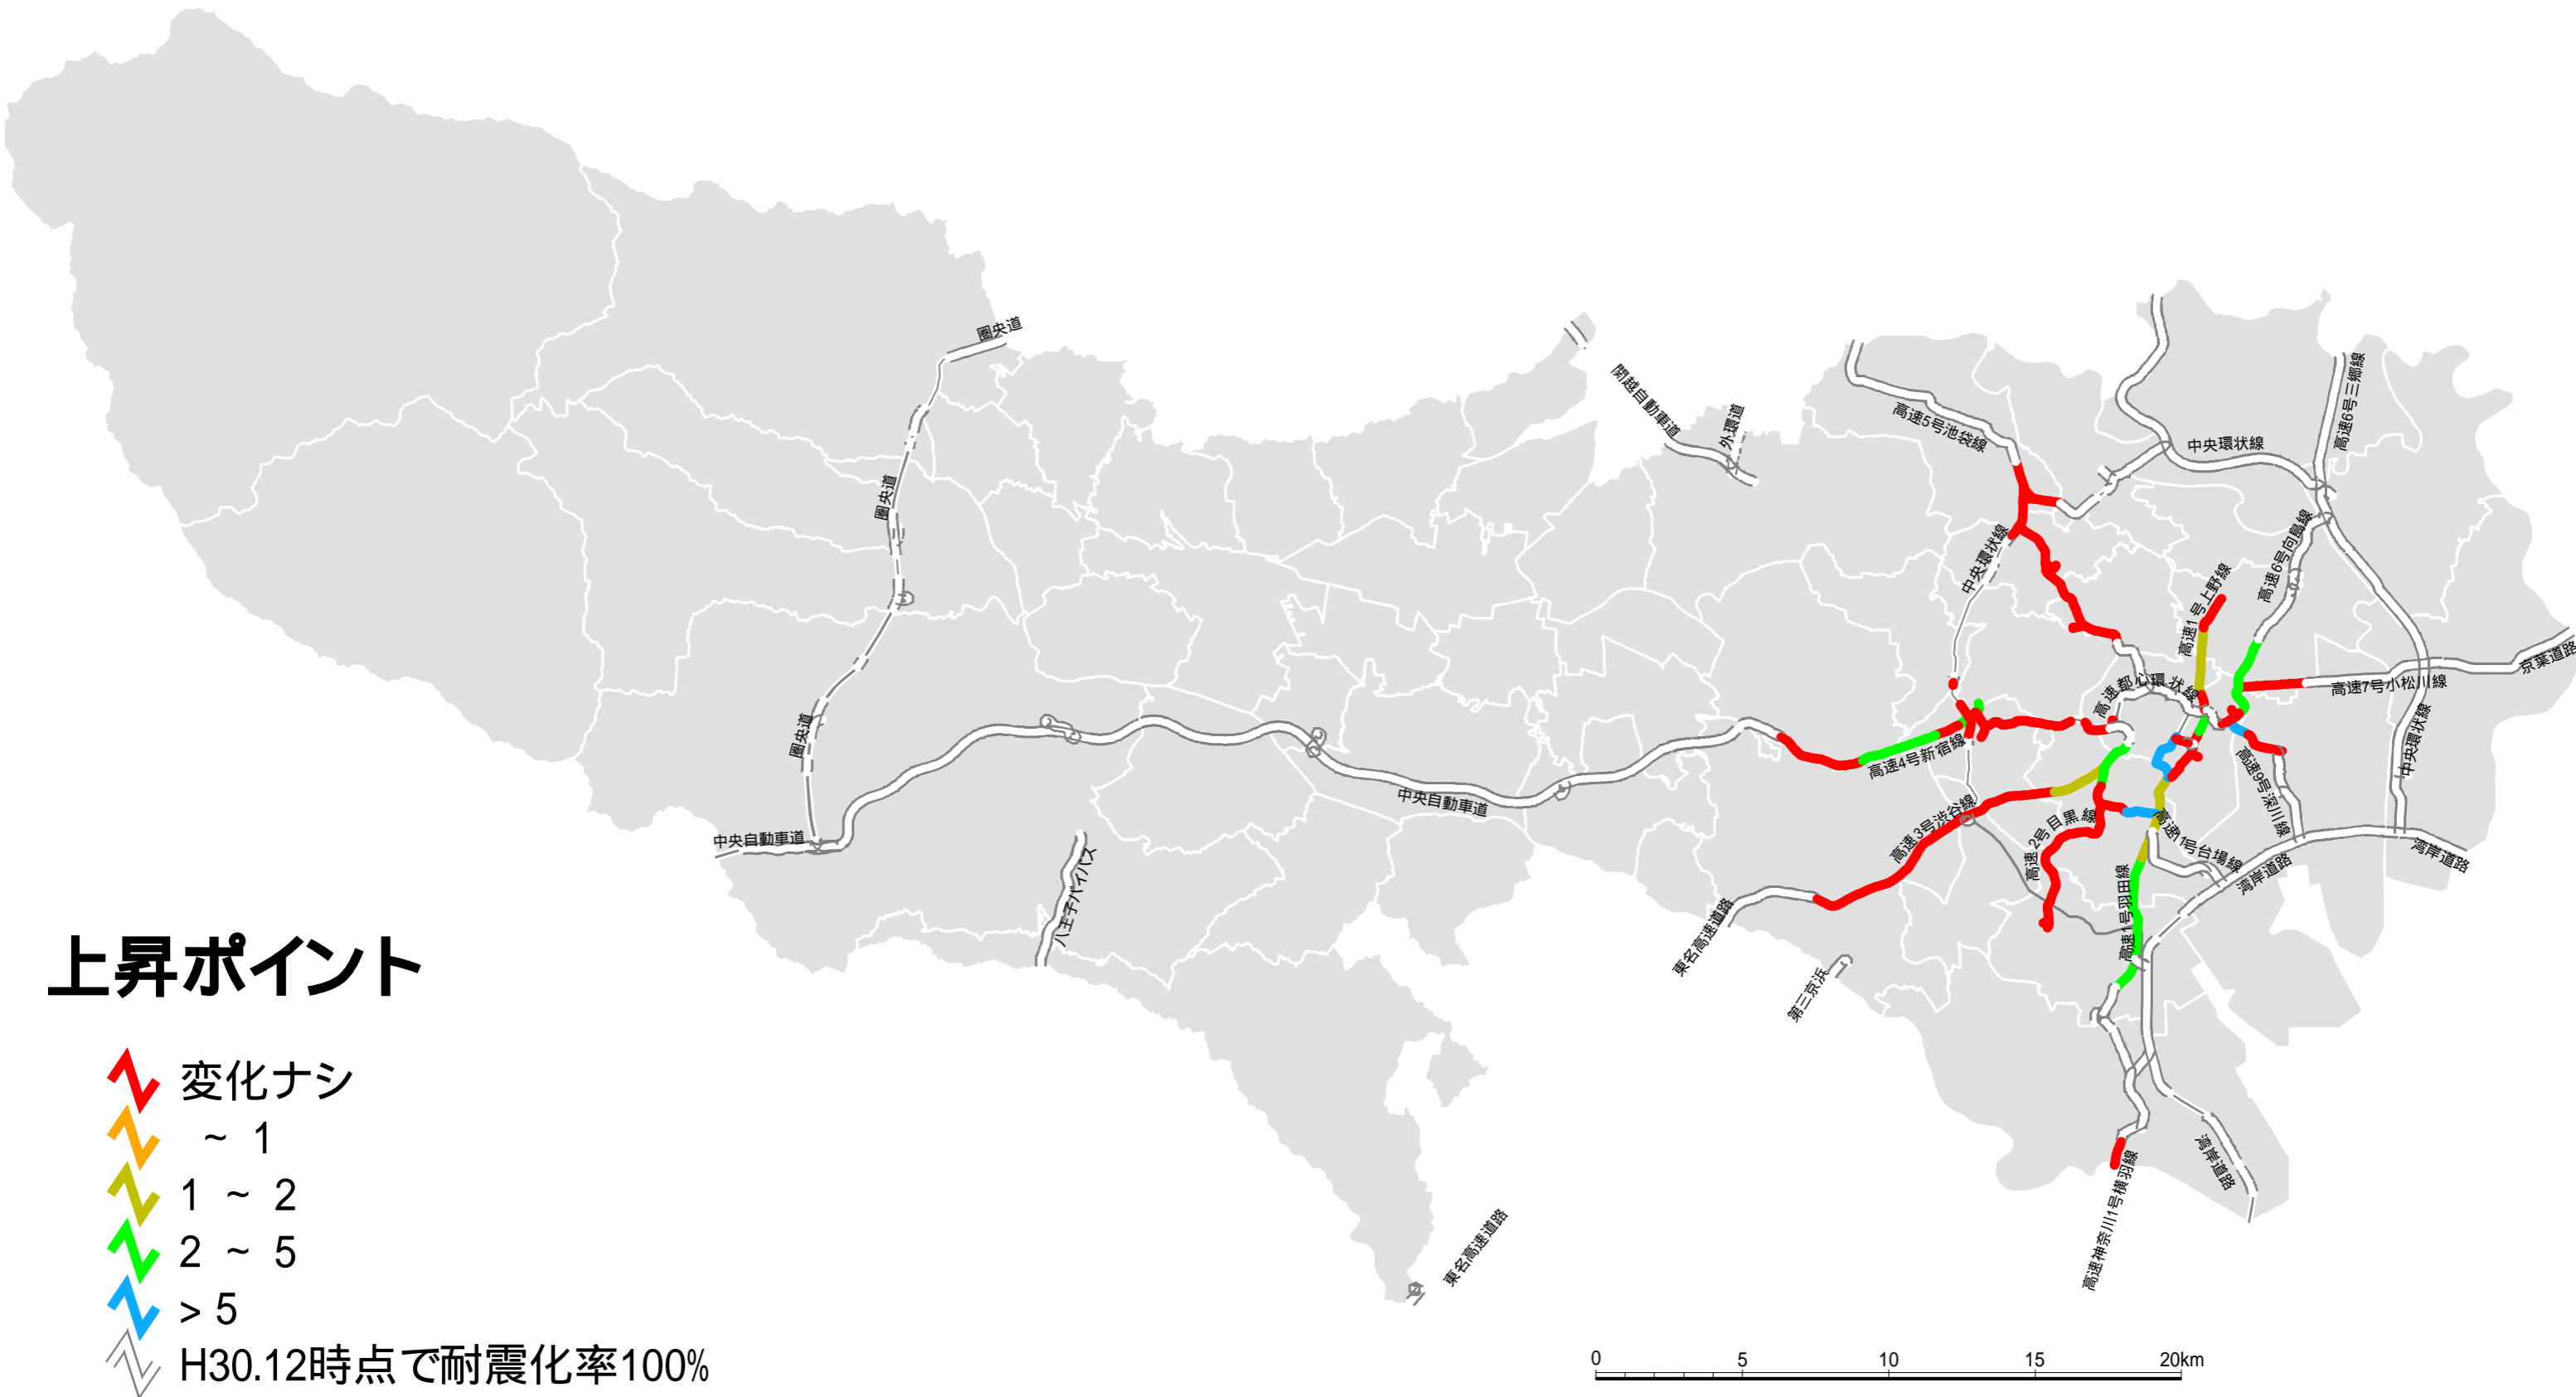 圏央道
関越自動車道
外環道
高速5号池袋線
中央環状線
高速6号三郷線
圏央道
中央環状線
高速6号向島線
高速1号上野線
京葉道路
高速都心環状線
高速7号小松川線
圏央道
高速4号新宿線
中央環状線
高速9号深川線
中央自動車道
中央自動車道
高速3号渋谷線
高速2号目黒線
高速11号台場線
湾岸道路
湾岸道路
八王子バイパス
東名高速道路
高速1号羽田線
第三京浜
湾岸道路
高速神奈川1号横羽線
東名高速道路
上昇ポイント
変化ナシ
~ 1
1 ~ 2
2 ~ 5
> 5
H30.12時点で耐震化率100%
0 5 10 15 20km